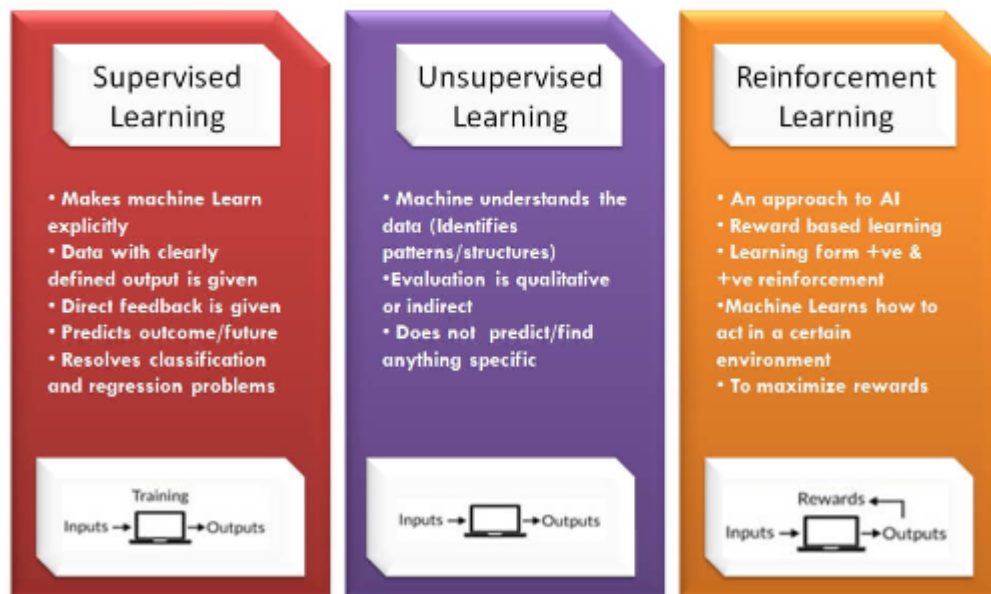 Supervised
Learning
• Makes machine Learn
explicitly
• Data with clearly
defined output is given
• Direct feedback is given
• Predicts outcome/future
• Resolves classification
and regression problems
Training
Inputs
Outputs
Unsupervised
Learning
• Machine understands the
data (Identifies
patterns/structures)
•Evaluation is qualitative
or indirect
• Does not predict/find
anything specific
Inputs
Outputs
Reinforcement
Learning
• An approach to AI
• Reward based learning
• Learning form +ve &
+ve reinforcement
•Machine Learns how to
act in a certain
environment
• To maximize rewards
Rewards
Inputs
Outputs